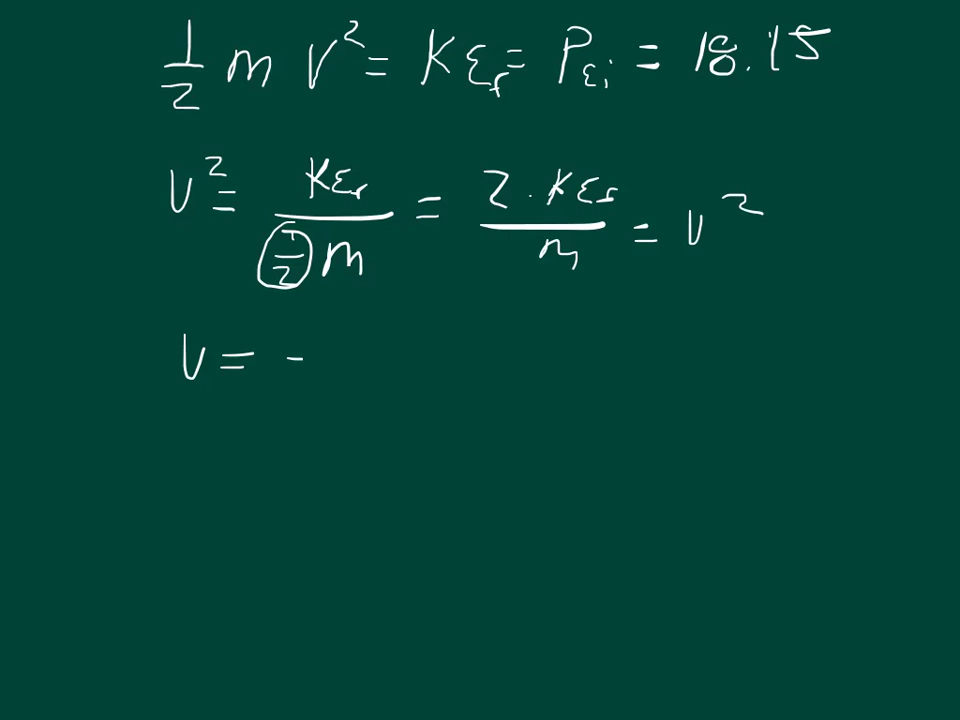 1/2 m v² = KEf = PEi = 18.15
v² = KEf / (1/2) m = 2 · KEf / m = v²
v = -